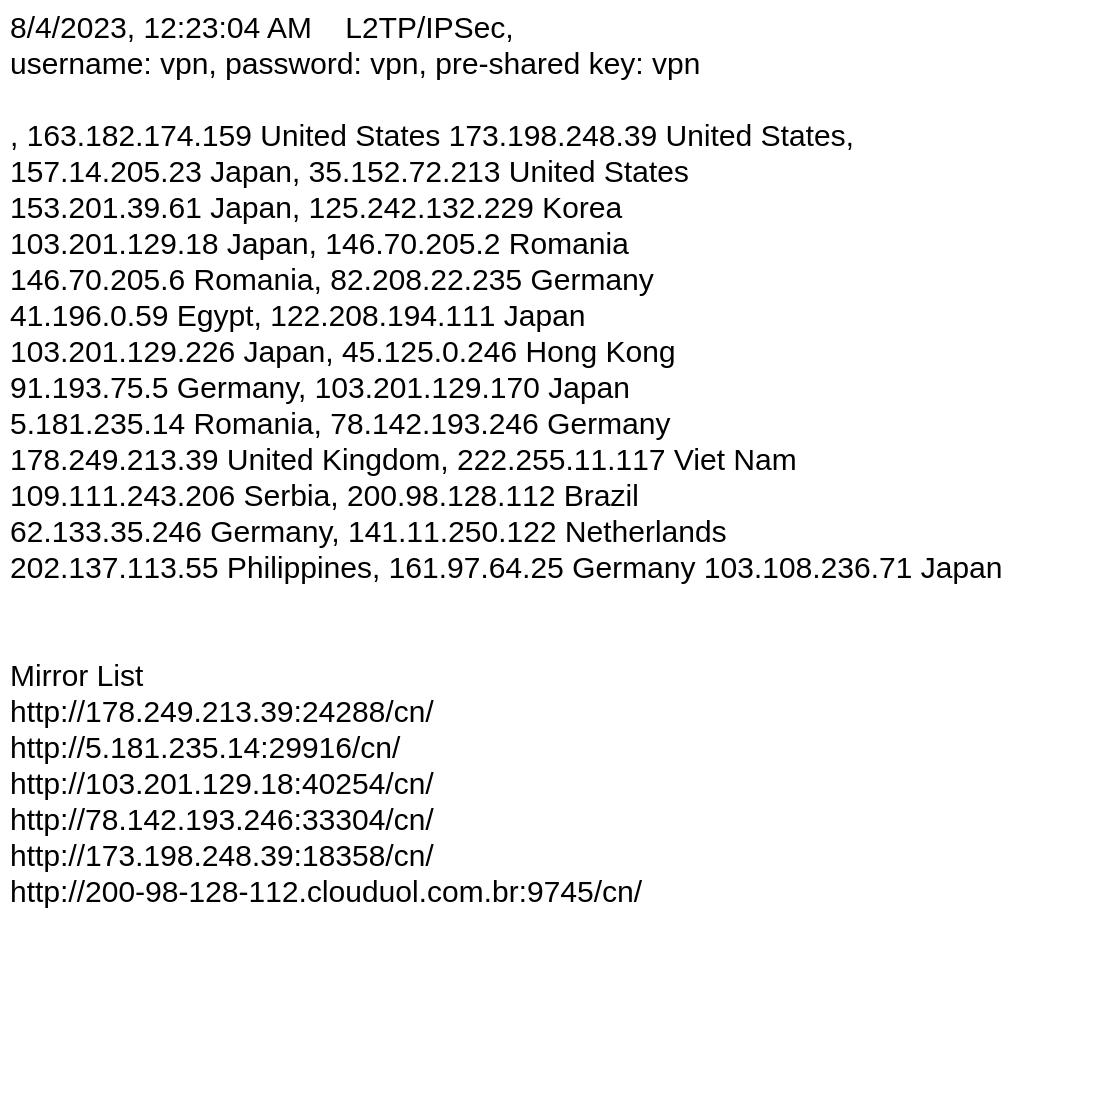 8/4/2023, 12:23:04 AM    L2TP/IPSec,
username: vpn, password: vpn, pre-shared key: vpn
, 163.182.174.159 United States 173.198.248.39 United States,
157.14.205.23 Japan, 35.152.72.213 United States
153.201.39.61 Japan, 125.242.132.229 Korea
103.201.129.18 Japan, 146.70.205.2 Romania
146.70.205.6 Romania, 82.208.22.235 Germany
41.196.0.59 Egypt, 122.208.194.111 Japan
103.201.129.226 Japan, 45.125.0.246 Hong Kong
91.193.75.5 Germany, 103.201.129.170 Japan
5.181.235.14 Romania, 78.142.193.246 Germany
178.249.213.39 United Kingdom, 222.255.11.117 Viet Nam
109.111.243.206 Serbia, 200.98.128.112 Brazil
62.133.35.246 Germany, 141.11.250.122 Netherlands
202.137.113.55 Philippines, 161.97.64.25 Germany 103.108.236.71 Japan
Mirror List
http://178.249.213.39:24288/cn/
http://5.181.235.14:29916/cn/
http://103.201.129.18:40254/cn/
http://78.142.193.246:33304/cn/
http://173.198.248.39:18358/cn/
http://200-98-128-112.clouduol.com.br:9745/cn/